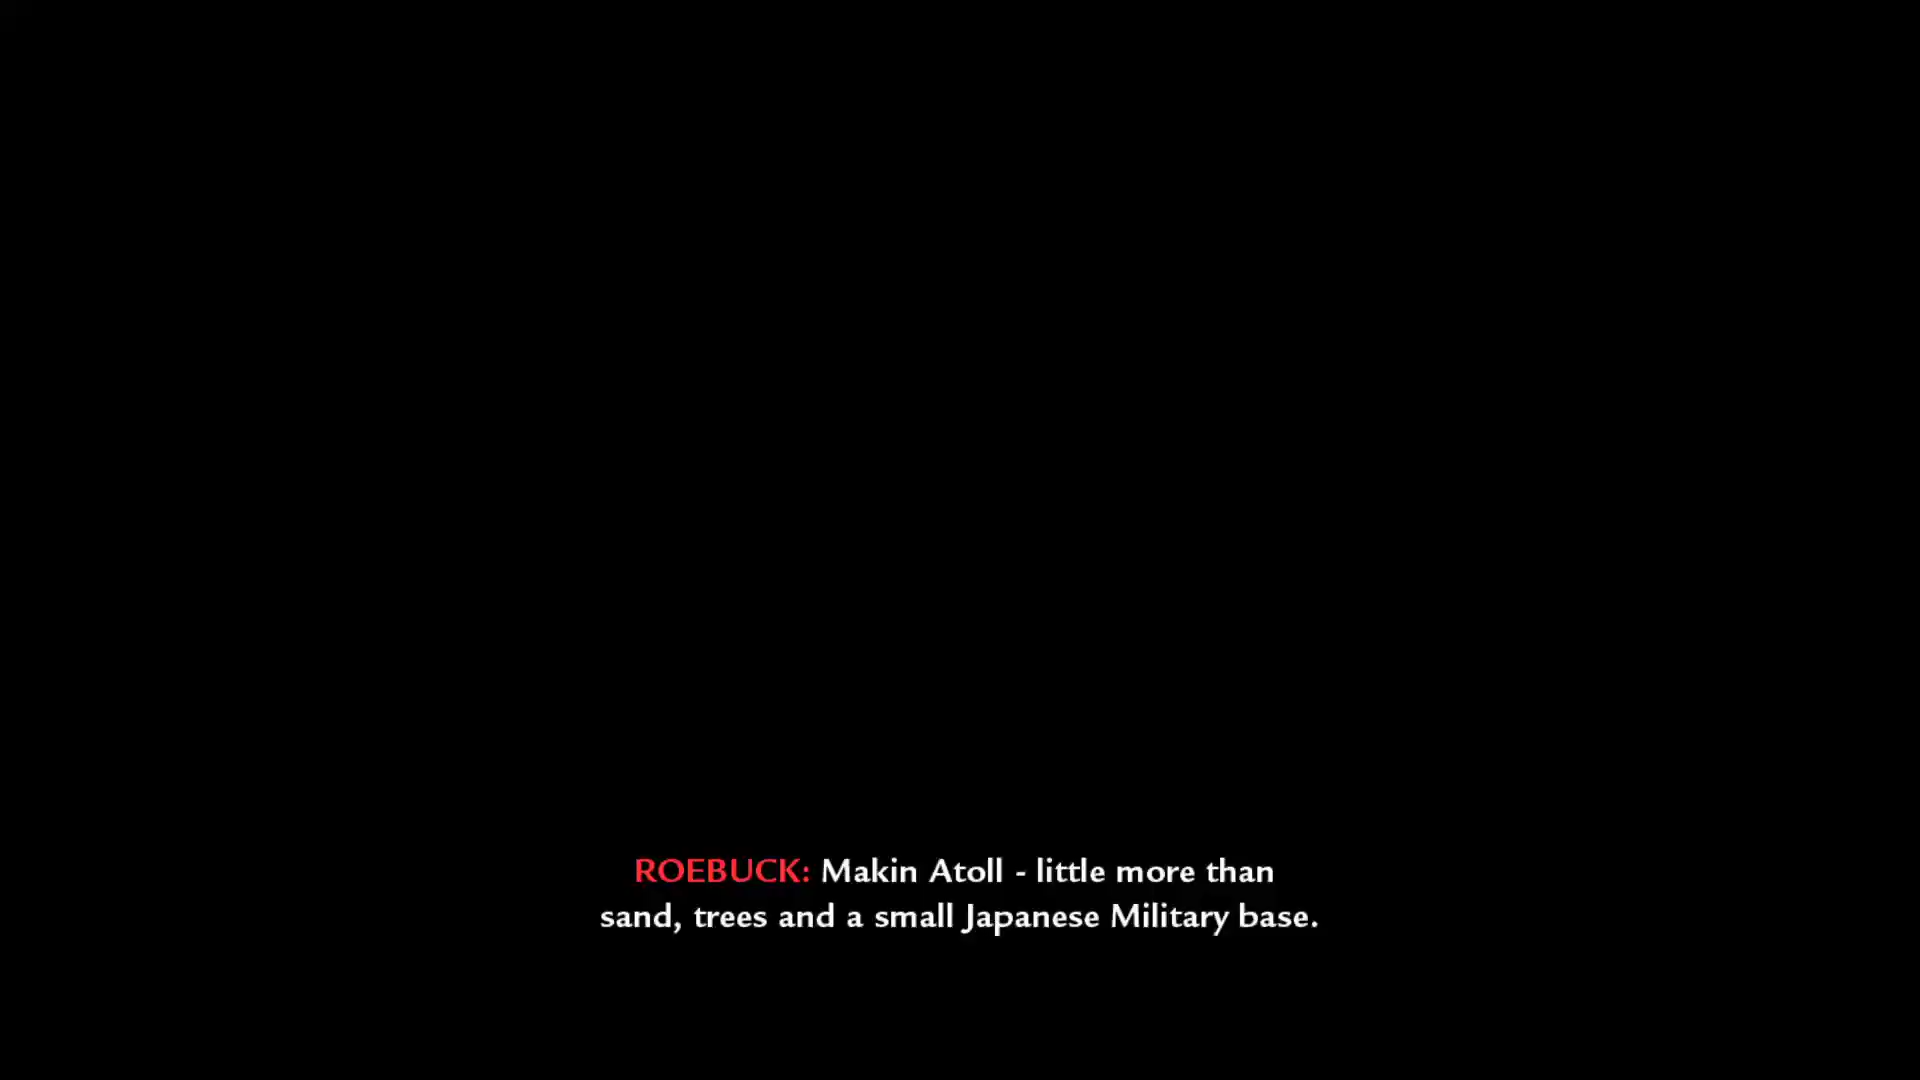 ROEBUCK: Makin Atoll - little more than
sand, trees and a small Japanese Military base.